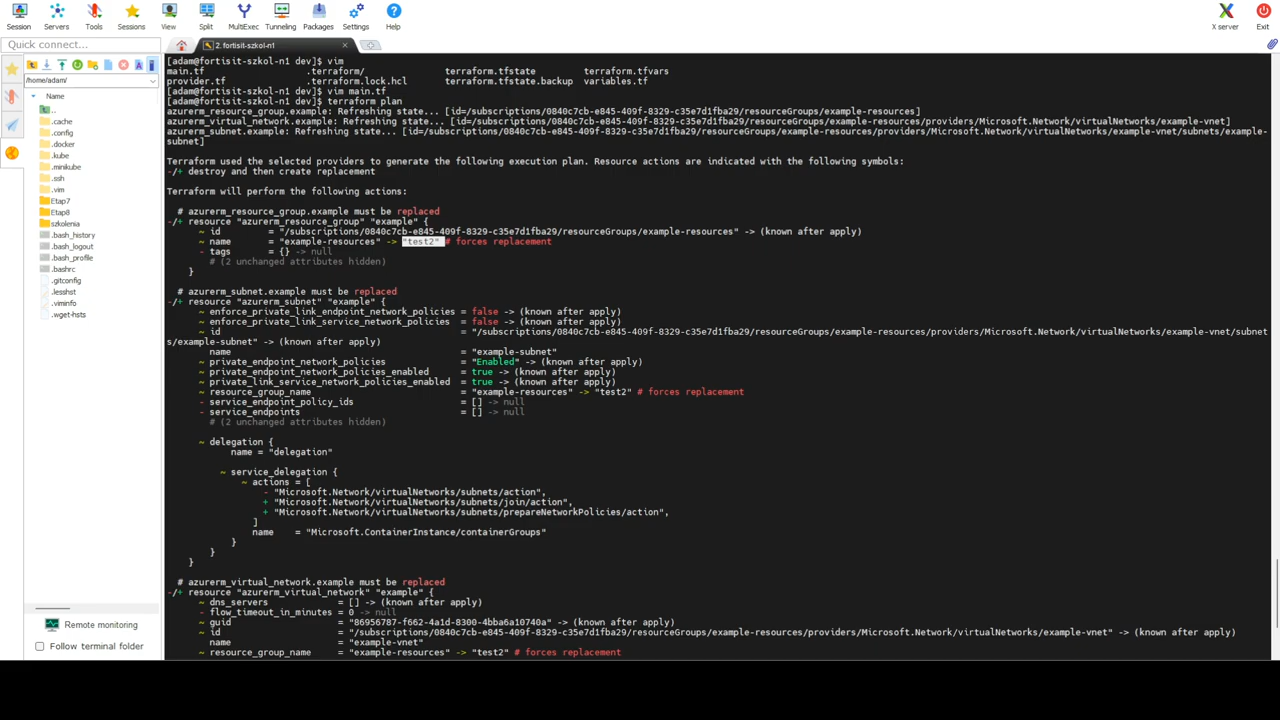 Session
Servers
Tools
Sessions
View
Split
MultiExec
Tunneling
Packages
Settings
Help
X server
Exit
Quick connect...
2. fortisit-szkol-n1
/home/adam/
Name
..
.cache
.config
.docker
.kube
.minikube
.ssh
.vim
Etap7
Etap8
szkolenia
.bash_history
.bash_logout
.bash_profile
.bashrc
.gitconfig
.lesshst
.viminfo
.wget-hsts
Remote monitoring
Follow terminal folder
[adam@fortisit-szkol-n1 dev]$ vim
main.tf .terraform/ terraform.tfstate terraform.tfvars
provider.tf .terraform.lock.hcl terraform.tfstate.backup variables.tf
[adam@fortisit-szkol-n1 dev]$ vim main.tf
[adam@fortisit-szkol-n1 dev]$ terraform plan
azurerm_resource_group.example: Refreshing state... [id=/subscriptions/0840c7cb-e845-409f-8329-c35e7d1fba29/resourceGroups/example-resources]
azurerm_virtual_network.example: Refreshing state... [id=/subscriptions/0840c7cb-e845-409f-8329-c35e7d1fba29/resourceGroups/example-resources/providers/Microsoft.Network/virtualNetworks/example-vnet]
azurerm_subnet.example: Refreshing state... [id=/subscriptions/0840c7cb-e845-409f-8329-c35e7d1fba29/resourceGroups/example-resources/providers/Microsoft.Network/virtualNetworks/example-vnet/subnets/example-
subnet]
Terraform used the selected providers to generate the following execution plan. Resource actions are indicated with the following symbols:
-/+ destroy and then create replacement
Terraform will perform the following actions:
# azurerm_resource_group.example must be replaced
-/+ resource "azurerm_resource_group" "example" {
~ id = "/subscriptions/0840c7cb-e845-409f-8329-c35e7d1fba29/resourceGroups/example-resources" -> (known after apply)
~ name = "example-resources" -> "test2" # forces replacement
- tags = {} -> null
# (2 unchanged attributes hidden)
}
# azurerm_subnet.example must be replaced
-/+ resource "azurerm_subnet" "example" {
~ enforce_private_link_endpoint_network_policies = false -> (known after apply)
~ enforce_private_link_service_network_policies = false -> (known after apply)
~ id = "/subscriptions/0840c7cb-e845-409f-8329-c35e7d1fba29/resourceGroups/example-resources/providers/Microsoft.Network/virtualNetworks/example-vnet/subnet
s/example-subnet" -> (known after apply)
name = "example-subnet"
~ private_endpoint_network_policies = "Enabled" -> (known after apply)
~ private_endpoint_network_policies_enabled = true -> (known after apply)
~ private_link_service_network_policies_enabled = true -> (known after apply)
~ resource_group_name = "example-resources" -> "test2" # forces replacement
- service_endpoint_policy_ids = [] -> null
- service_endpoints = [] -> null
# (2 unchanged attributes hidden)
~ delegation {
name = "delegation"
~ service_delegation {
~ actions = [
- "Microsoft.Network/virtualNetworks/subnets/action",
+ "Microsoft.Network/virtualNetworks/subnets/join/action",
+ "Microsoft.Network/virtualNetworks/subnets/prepareNetworkPolicies/action",
]
name = "Microsoft.ContainerInstance/containerGroups"
}
}
}
# azurerm_virtual_network.example must be replaced
-/+ resource "azurerm_virtual_network" "example" {
~ dns_servers = [] -> (known after apply)
- flow_timeout_in_minutes = 0 -> null
~ guid = "86956787-f662-4a1d-8300-4bba6a10740a" -> (known after apply)
~ id = "/subscriptions/0840c7cb-e845-409f-8329-c35e7d1fba29/resourceGroups/example-resources/providers/Microsoft.Network/virtualNetworks/example-vnet" -> (known after apply)
name = "example-vnet"
~ resource_group_name = "example-resources" -> "test2" # forces replacement